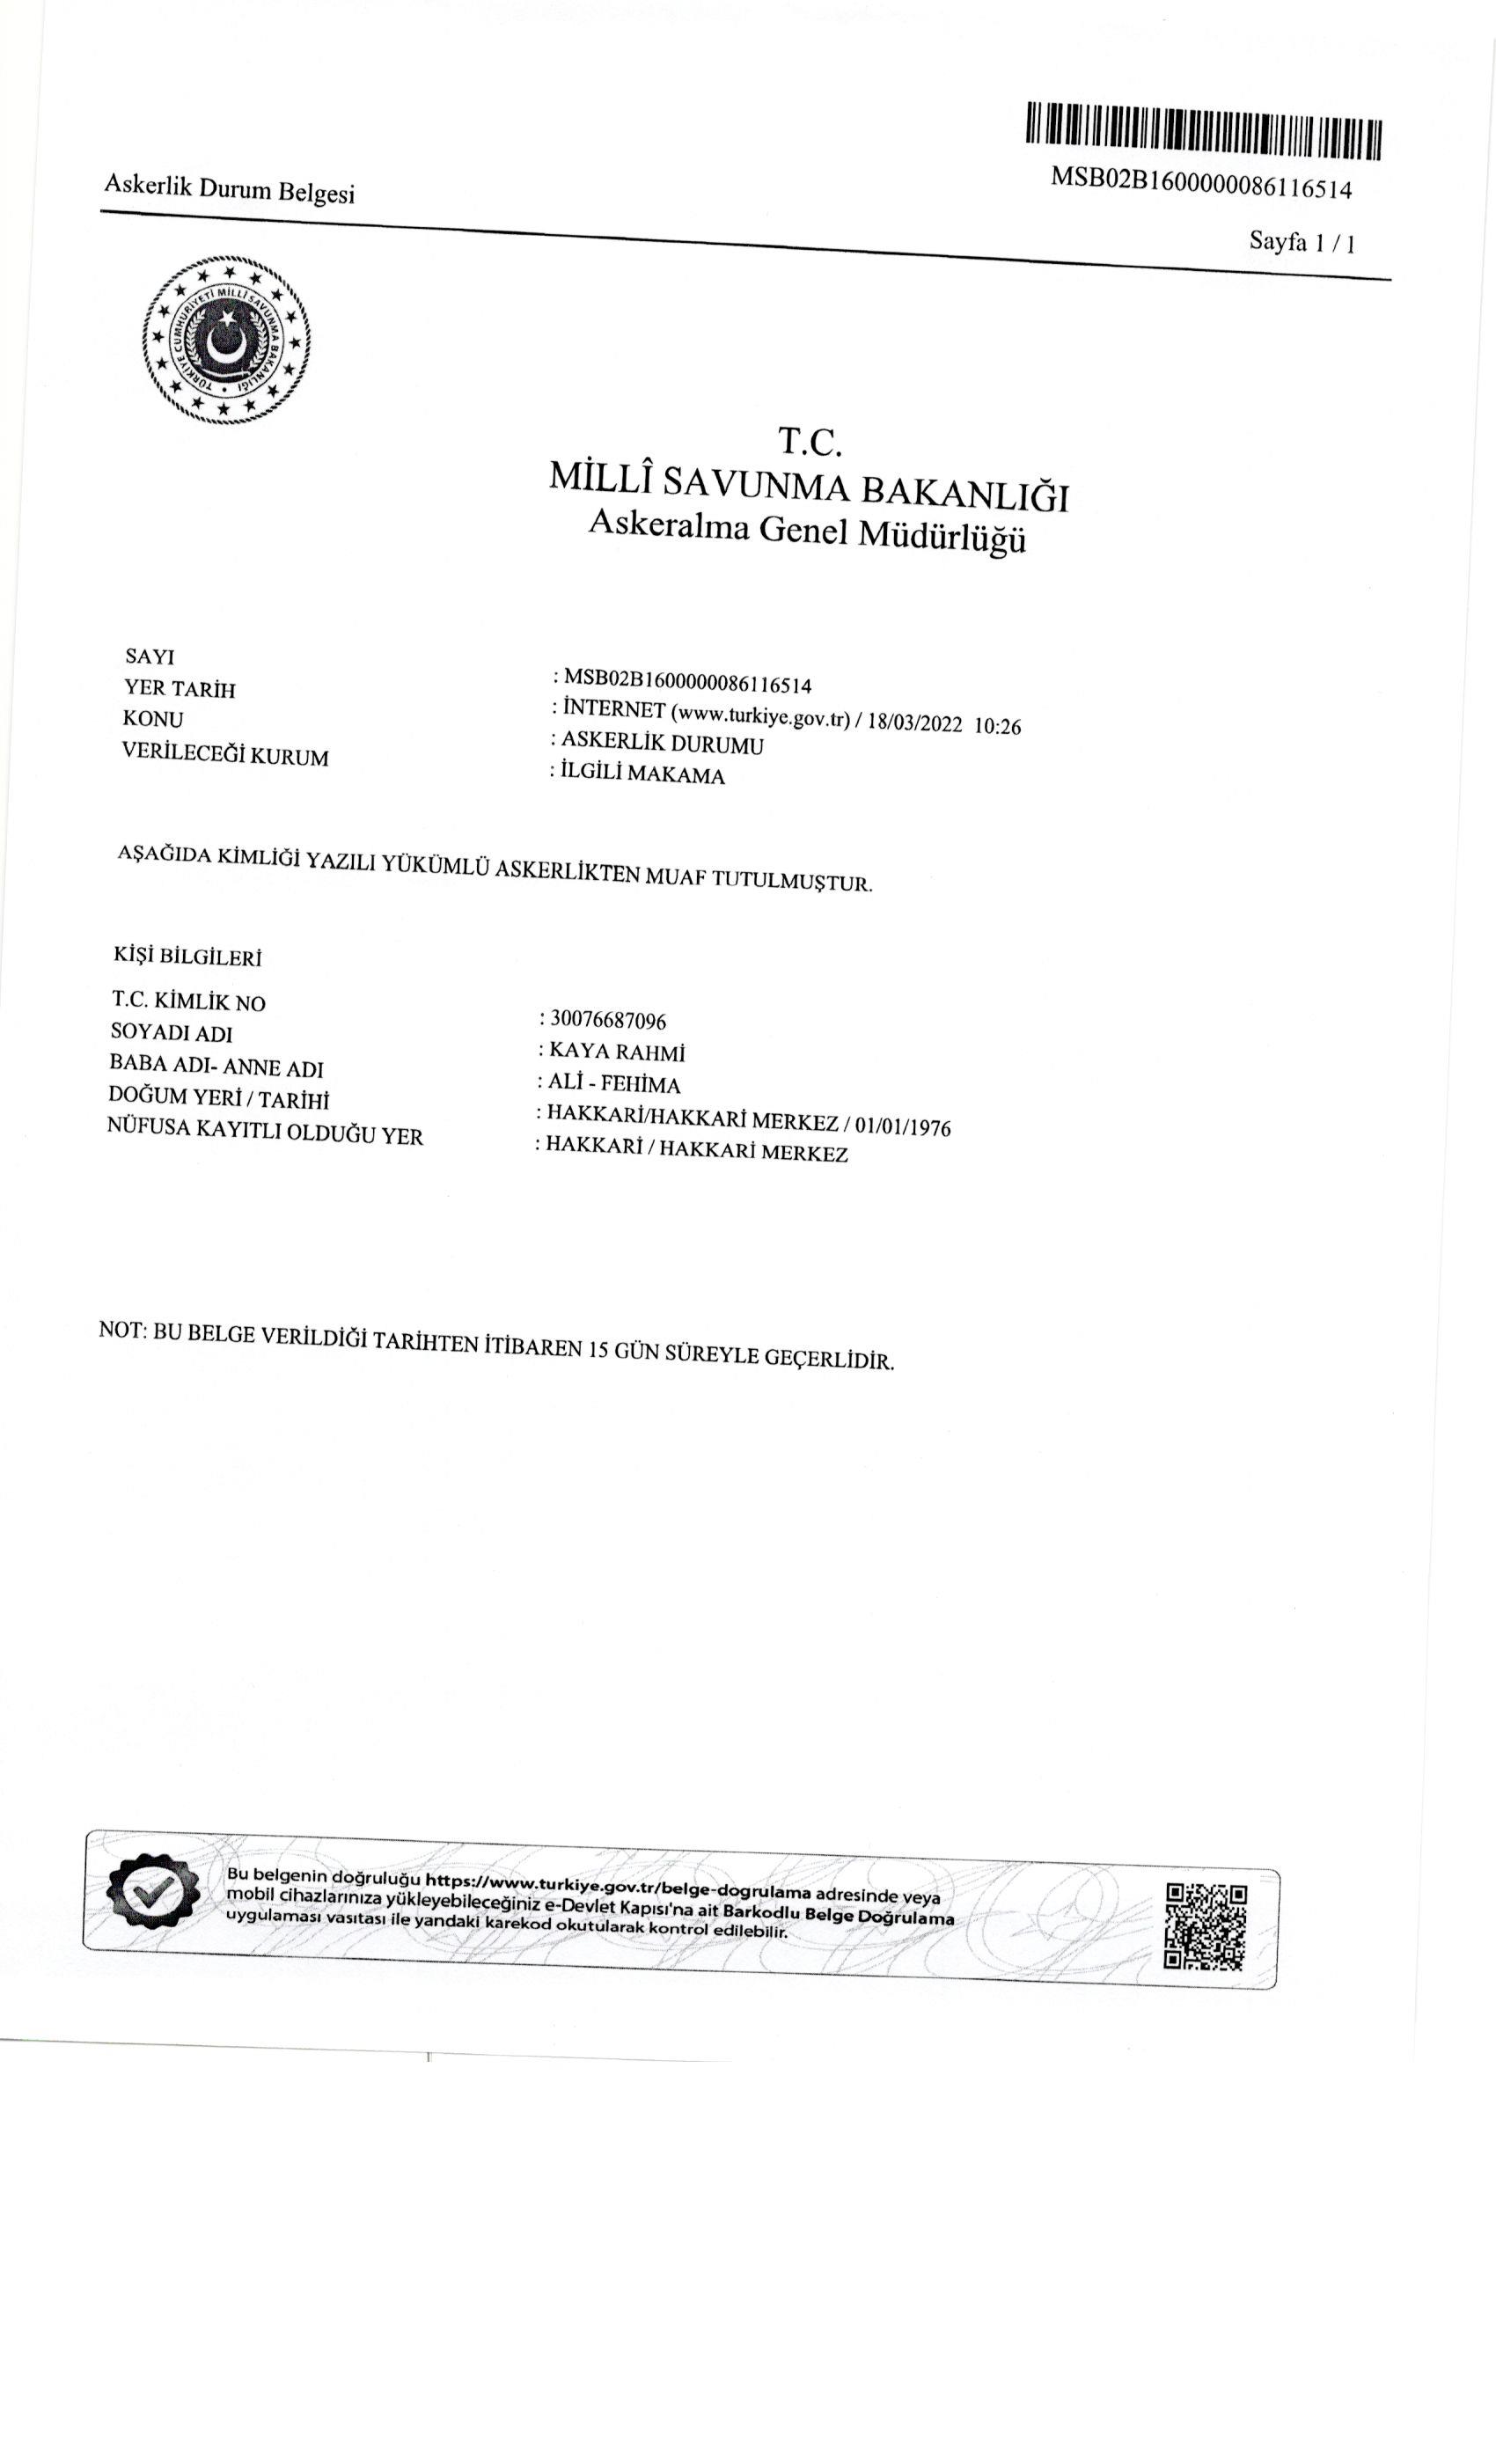 MSB02B1600000086116514
Askerlik Durum Belgesi
Sayfa 1 / 1
TÜRKİYE CUMHURİYETİ MİLLÎ SAVUNMA BAKANLIĞI
T.C.
MİLLÎ SAVUNMA BAKANLIĞI
Askeralma Genel Müdürlüğü
SAYI : MSB02B1600000086116514
YER TARİH : İNTERNET (www.turkiye.gov.tr) / 18/03/2022 10:26
KONU : ASKERLİK DURUMU
VERİLECEĞİ KURUM : İLGİLİ MAKAMA
AŞAĞIDA KİMLİĞİ YAZILI YÜKÜMLÜ ASKERLİKTEN MUAF TUTULMUŞTUR.
KİŞİ BİLGİLERİ
T.C. KİMLİK NO : 30076687096
SOYADI ADI : KAYA RAHMİ
BABA ADI- ANNE ADI : ALİ - FEHİMA
DOĞUM YERİ / TARİHİ : HAKKARİ/HAKKARİ MERKEZ / 01/01/1976
NÜFUSA KAYITLI OLDUĞU YER : HAKKARİ / HAKKARİ MERKEZ
NOT: BU BELGE VERİLDİĞİ TARİHTEN İTİBAREN 15 GÜN SÜREYLE GEÇERLİDİR.
Bu belgenin doğruluğu https://www.turkiye.gov.tr/belge-dogrulama adresinde veya
mobil cihazlarınıza yükleyebileceğiniz e-Devlet Kapısı'na ait Barkodlu Belge Doğrulama
uygulaması vasıtası ile yandaki karekod okutularak kontrol edilebilir.